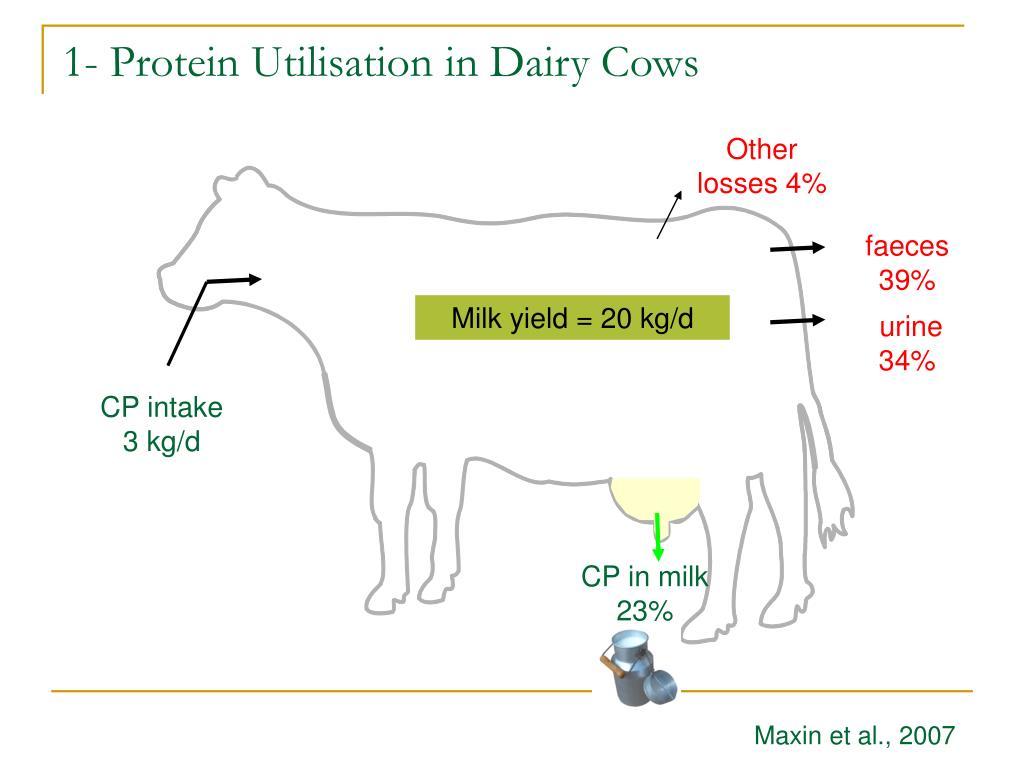 1- Protein Utilisation in Dairy Cows
Other
losses 4%
faeces
39%
Milk yield = 20 kg/d
urine
34%
CP intake
3 kg/d
CP in milk
23%
Maxin et al., 2007